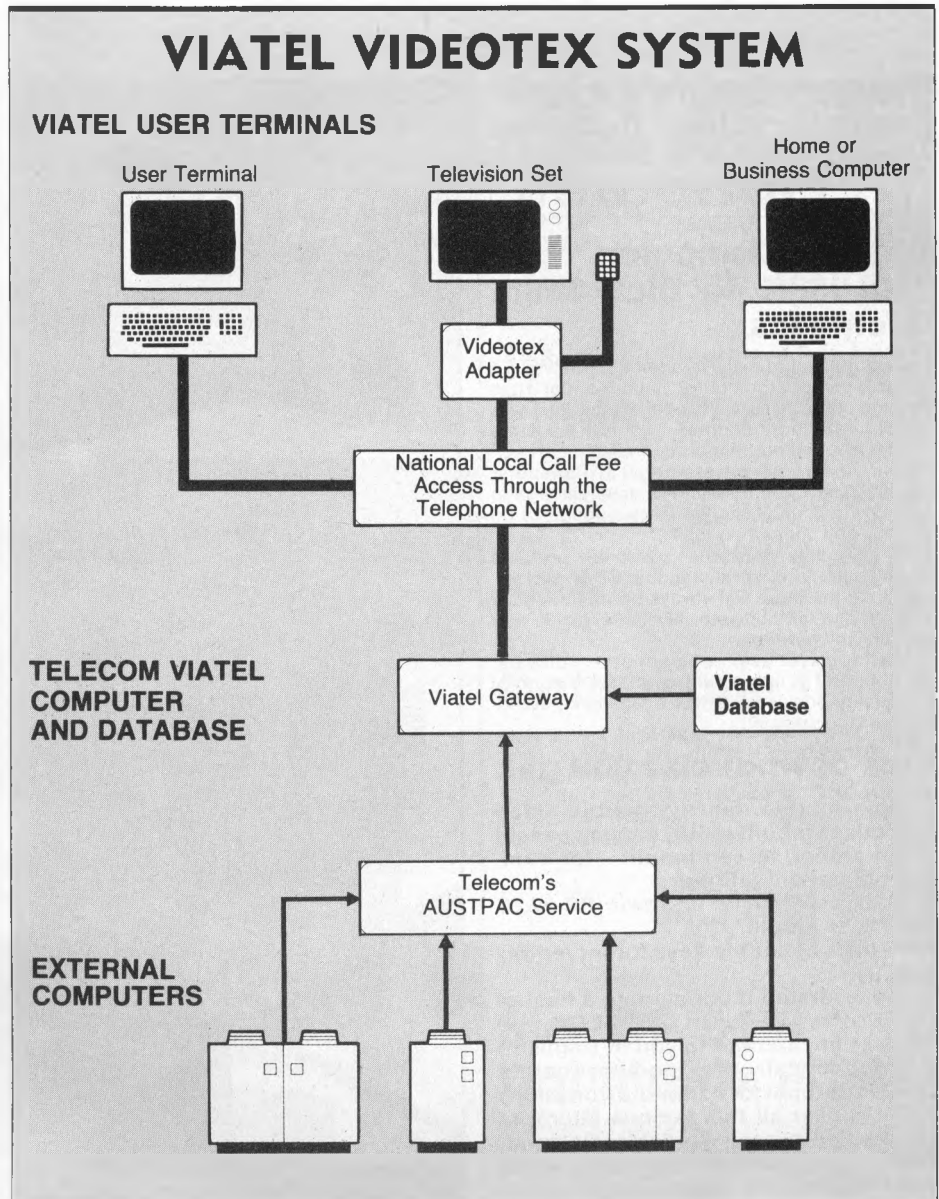 VIATEL VIDEOTEX SYSTEM
VIATEL USER TERMINALS
User Terminal
Television Set
Home or
Business Computer
Videotex
Adapter
National Local Call Fee
Access Through the
Telephone Network
TELECOM VIATEL
COMPUTER
AND DATABASE
Viatel Gateway
Viatel
Database
Telecom's
AUSTPAC Service
EXTERNAL
COMPUTERS